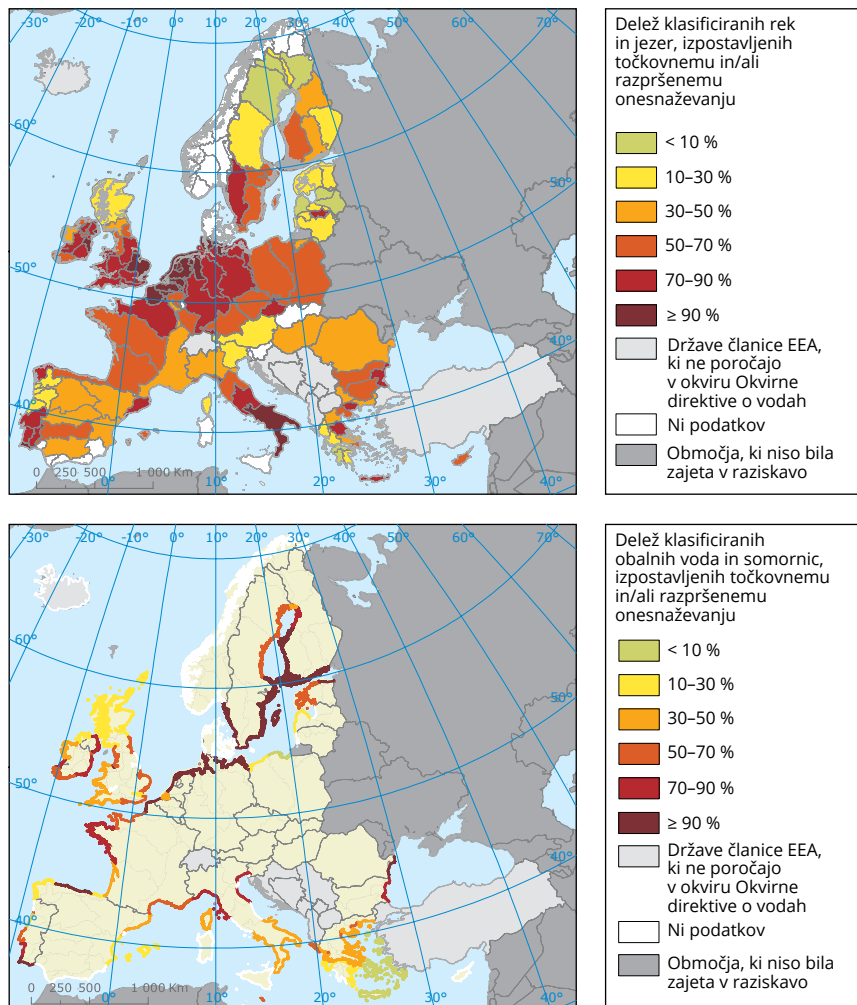 -30°
-20°
-10°
0°
10°
20°
30°
40°
50°
60°
70°
60°
50°
50°
40°
40°
0°
10°
20°
30°
40°
0 250 500 1 000 Km
Delež klasificiranih rek
in jezer, izpostavljenih
točkovnemu in/ali
razpršenemu
onesnaževanju
< 10 %
10–30 %
30–50 %
50–70 %
70–90 %
≥ 90 %
Države članice EEA,
ki ne poročajo
v okviru Okvirne
direktive o vodah
Ni podatkov
Območja, ki niso bila
zajeta v raziskavo
-30°
-20°
-10°
0°
10°
20°
30°
40°
50°
60°
70°
60°
50°
50°
40°
40°
0°
10°
20°
30°
40°
0 250 500 1 000 Km
Delež klasificiranih
obalnih voda in somornic,
izpostavljenih točkovnemu
in/ali razpršenemu
onesnaževanju
< 10 %
10–30 %
30–50 %
50–70 %
70–90 %
≥ 90 %
Države članice EEA,
ki ne poročajo
v okviru Okvirne
direktive o vodah
Ni podatkov
Območja, ki niso bila
zajeta v raziskavo